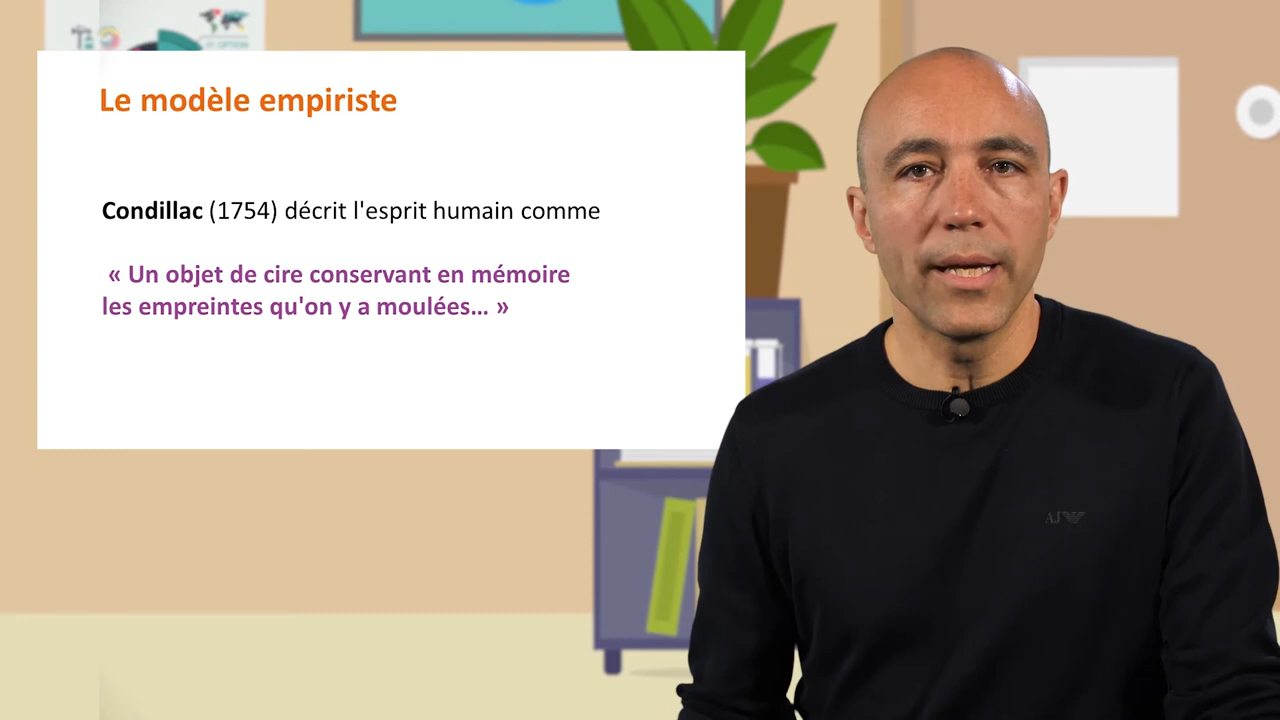 Le modèle empiriste
Condillac (1754) décrit l'esprit humain comme
« Un objet de cire conservant en mémoire
les empreintes qu'on y a moulées... »
AJ